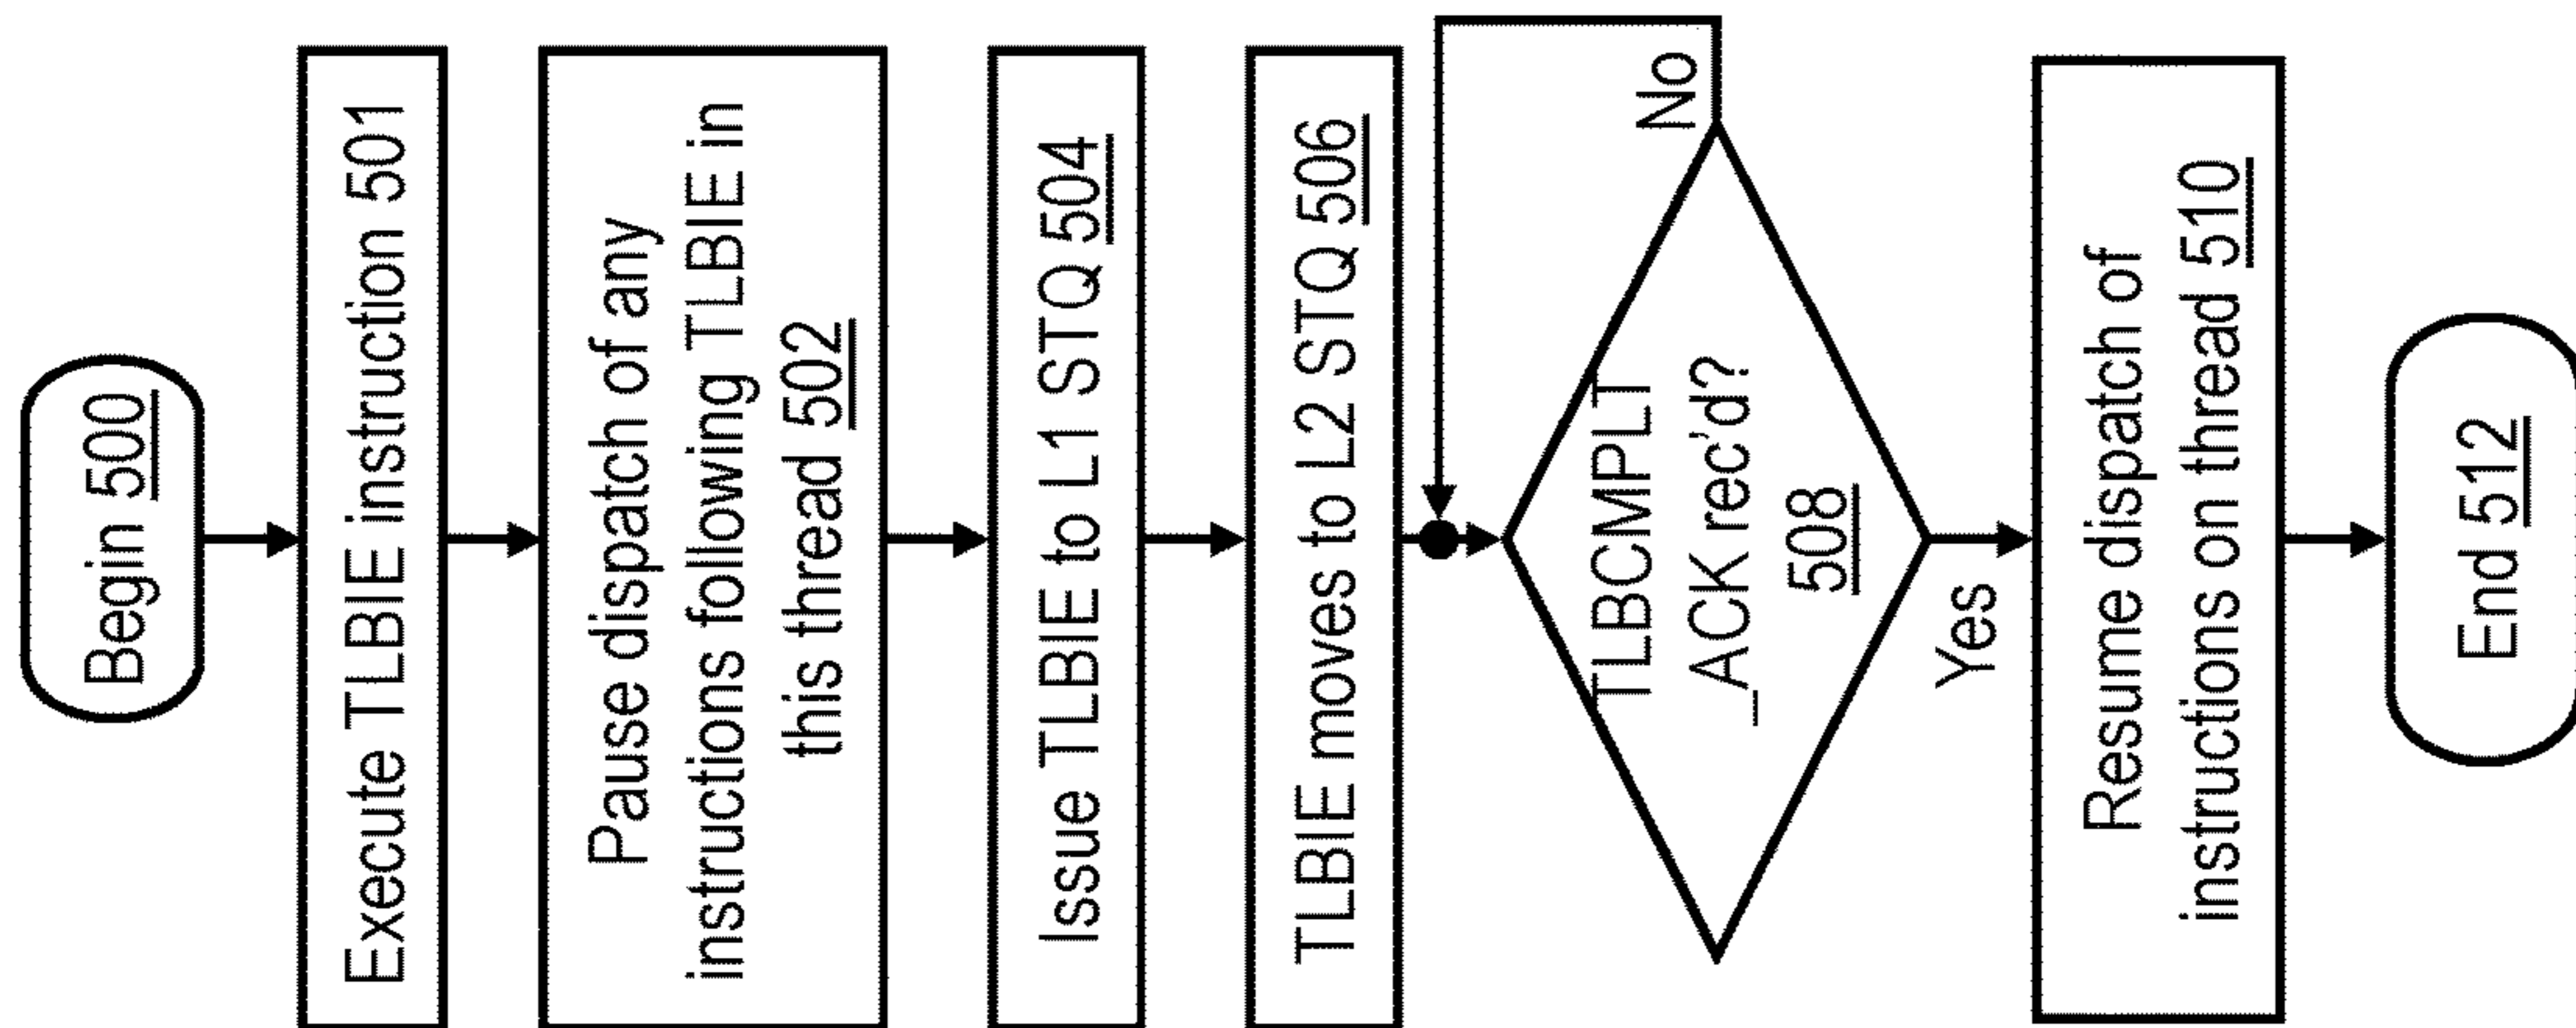 Begin 500
Execute TLBIE instruction 501
Pause dispatch of any
instructions following TLBIE in
this thread 502
Issue TLBIE to L1 STQ 504
TLBIE moves to L2 STQ 506
TLBCMPLT
_ACK rec'd?
508
No
Yes
Resume dispatch of
instructions on thread 510
End 512